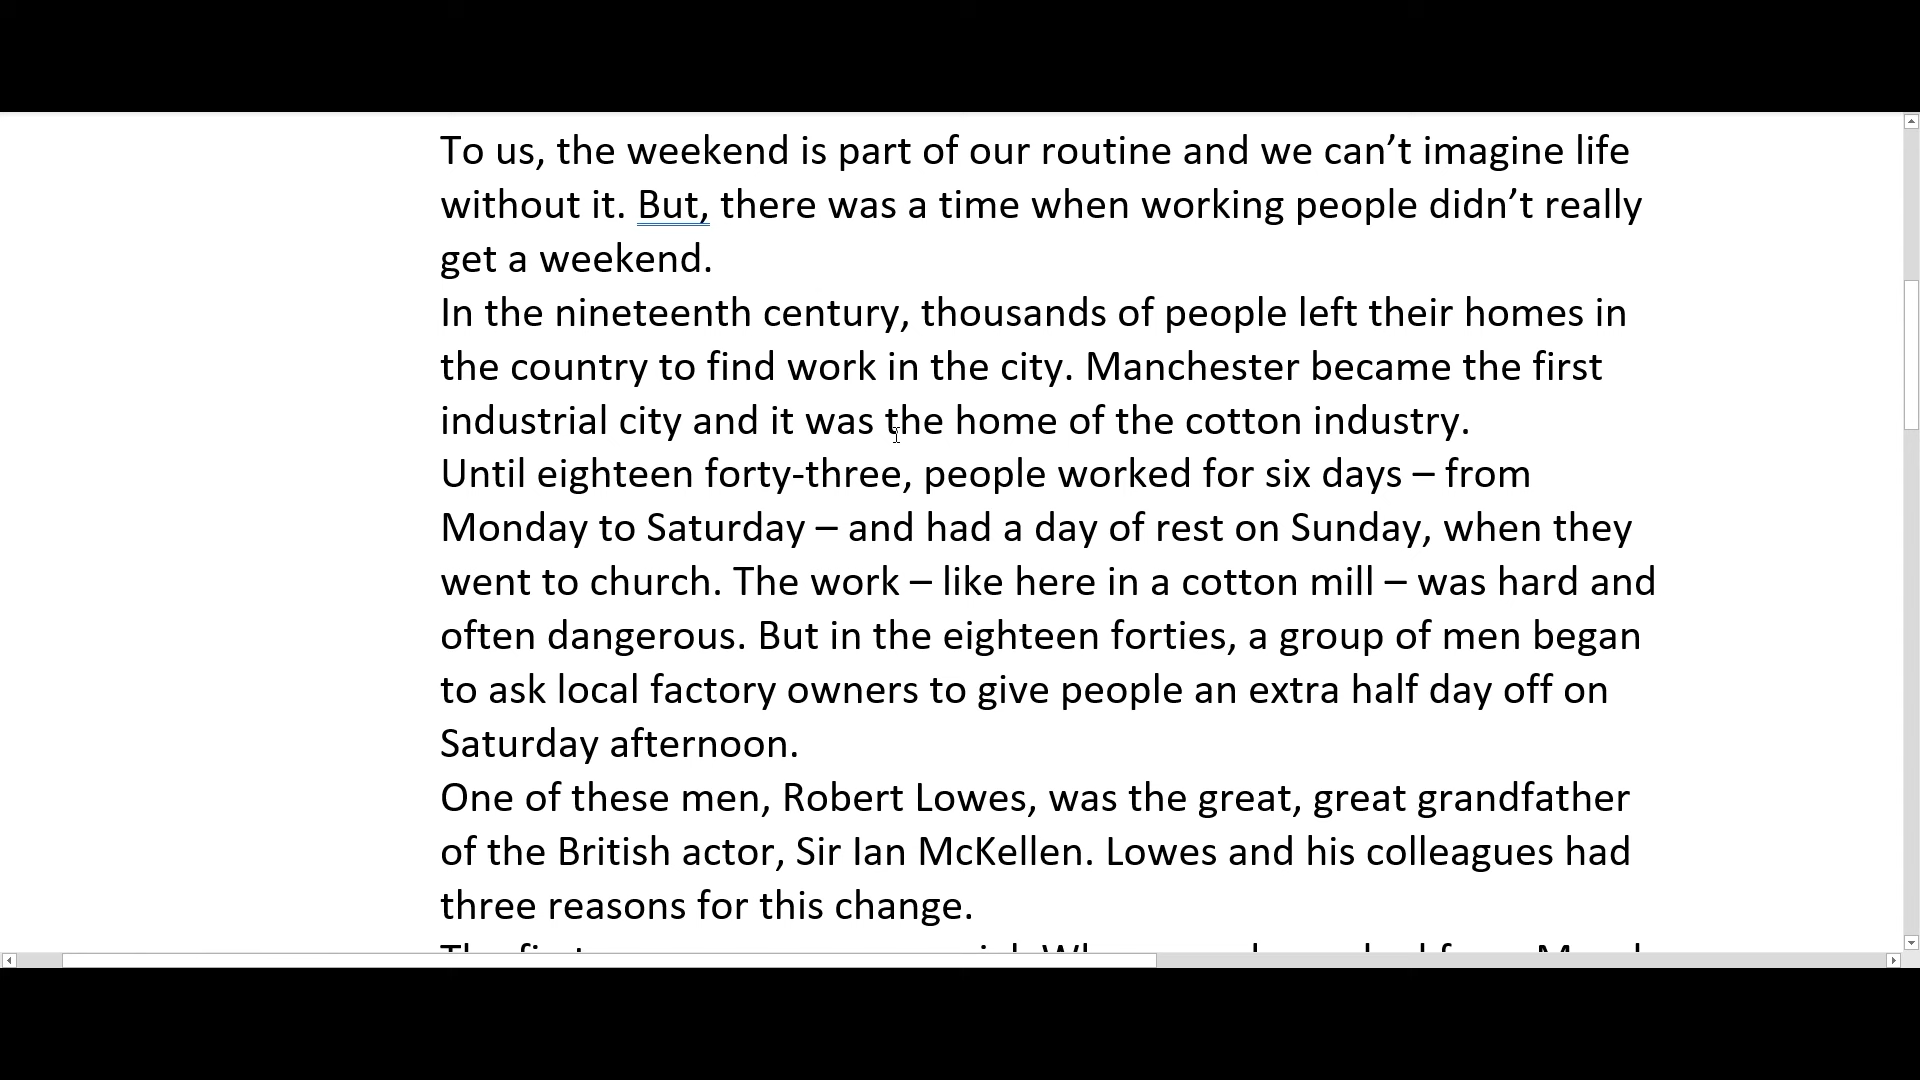 To us, the weekend is part of our routine and we can’t imagine life
without it. But, there was a time when working people didn’t really
get a weekend.
In the nineteenth century, thousands of people left their homes in
the country to find work in the city. Manchester became the first
industrial city and it was the home of the cotton industry.
Until eighteen forty-three, people worked for six days – from
Monday to Saturday – and had a day of rest on Sunday, when they
went to church. The work – like here in a cotton mill – was hard and
often dangerous. But in the eighteen forties, a group of men began
to ask local factory owners to give people an extra half day off on
Saturday afternoon.
One of these men, Robert Lowes, was the great, great grandfather
of the British actor, Sir Ian McKellen. Lowes and his colleagues had
three reasons for this change.